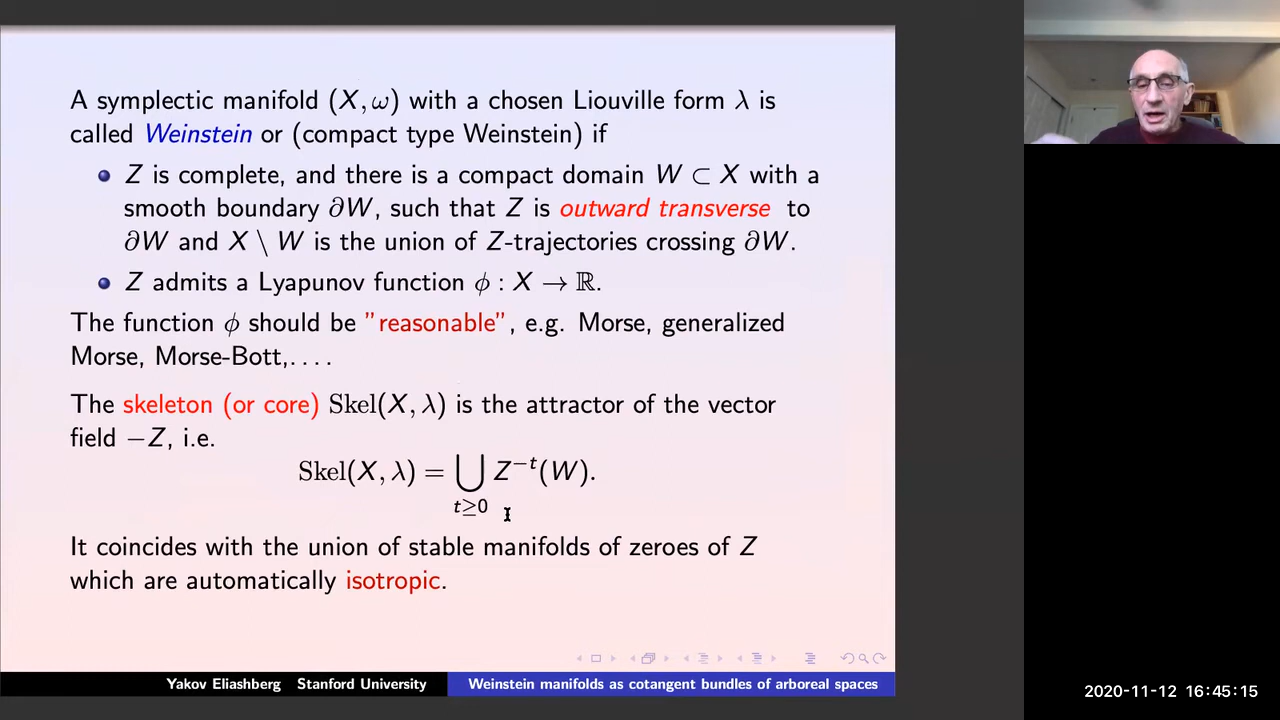 A symplectic manifold (X, ω) with a chosen Liouville form λ is
called Weinstein or (compact type Weinstein) if
Z is complete, and there is a compact domain W ⊂ X with a
smooth boundary ∂W, such that Z is outward transverse to
∂W and X \ W is the union of Z-trajectories crossing ∂W.
Z admits a Lyapunov function ϕ : X → ℝ.
The function ϕ should be ”reasonable”, e.g. Morse, generalized
Morse, Morse-Bott,. . . .
The skeleton (or core) Skel(X, λ) is the attractor of the vector
field −Z, i.e.
Skel(X, λ) = ⋃ Z⁻ᵗ(W).
t≥0
It coincides with the union of stable manifolds of zeroes of Z
which are automatically isotropic.
Yakov Eliashberg Stanford University
Weinstein manifolds as cotangent bundles of arboreal spaces
2020-11-12 16:45:15